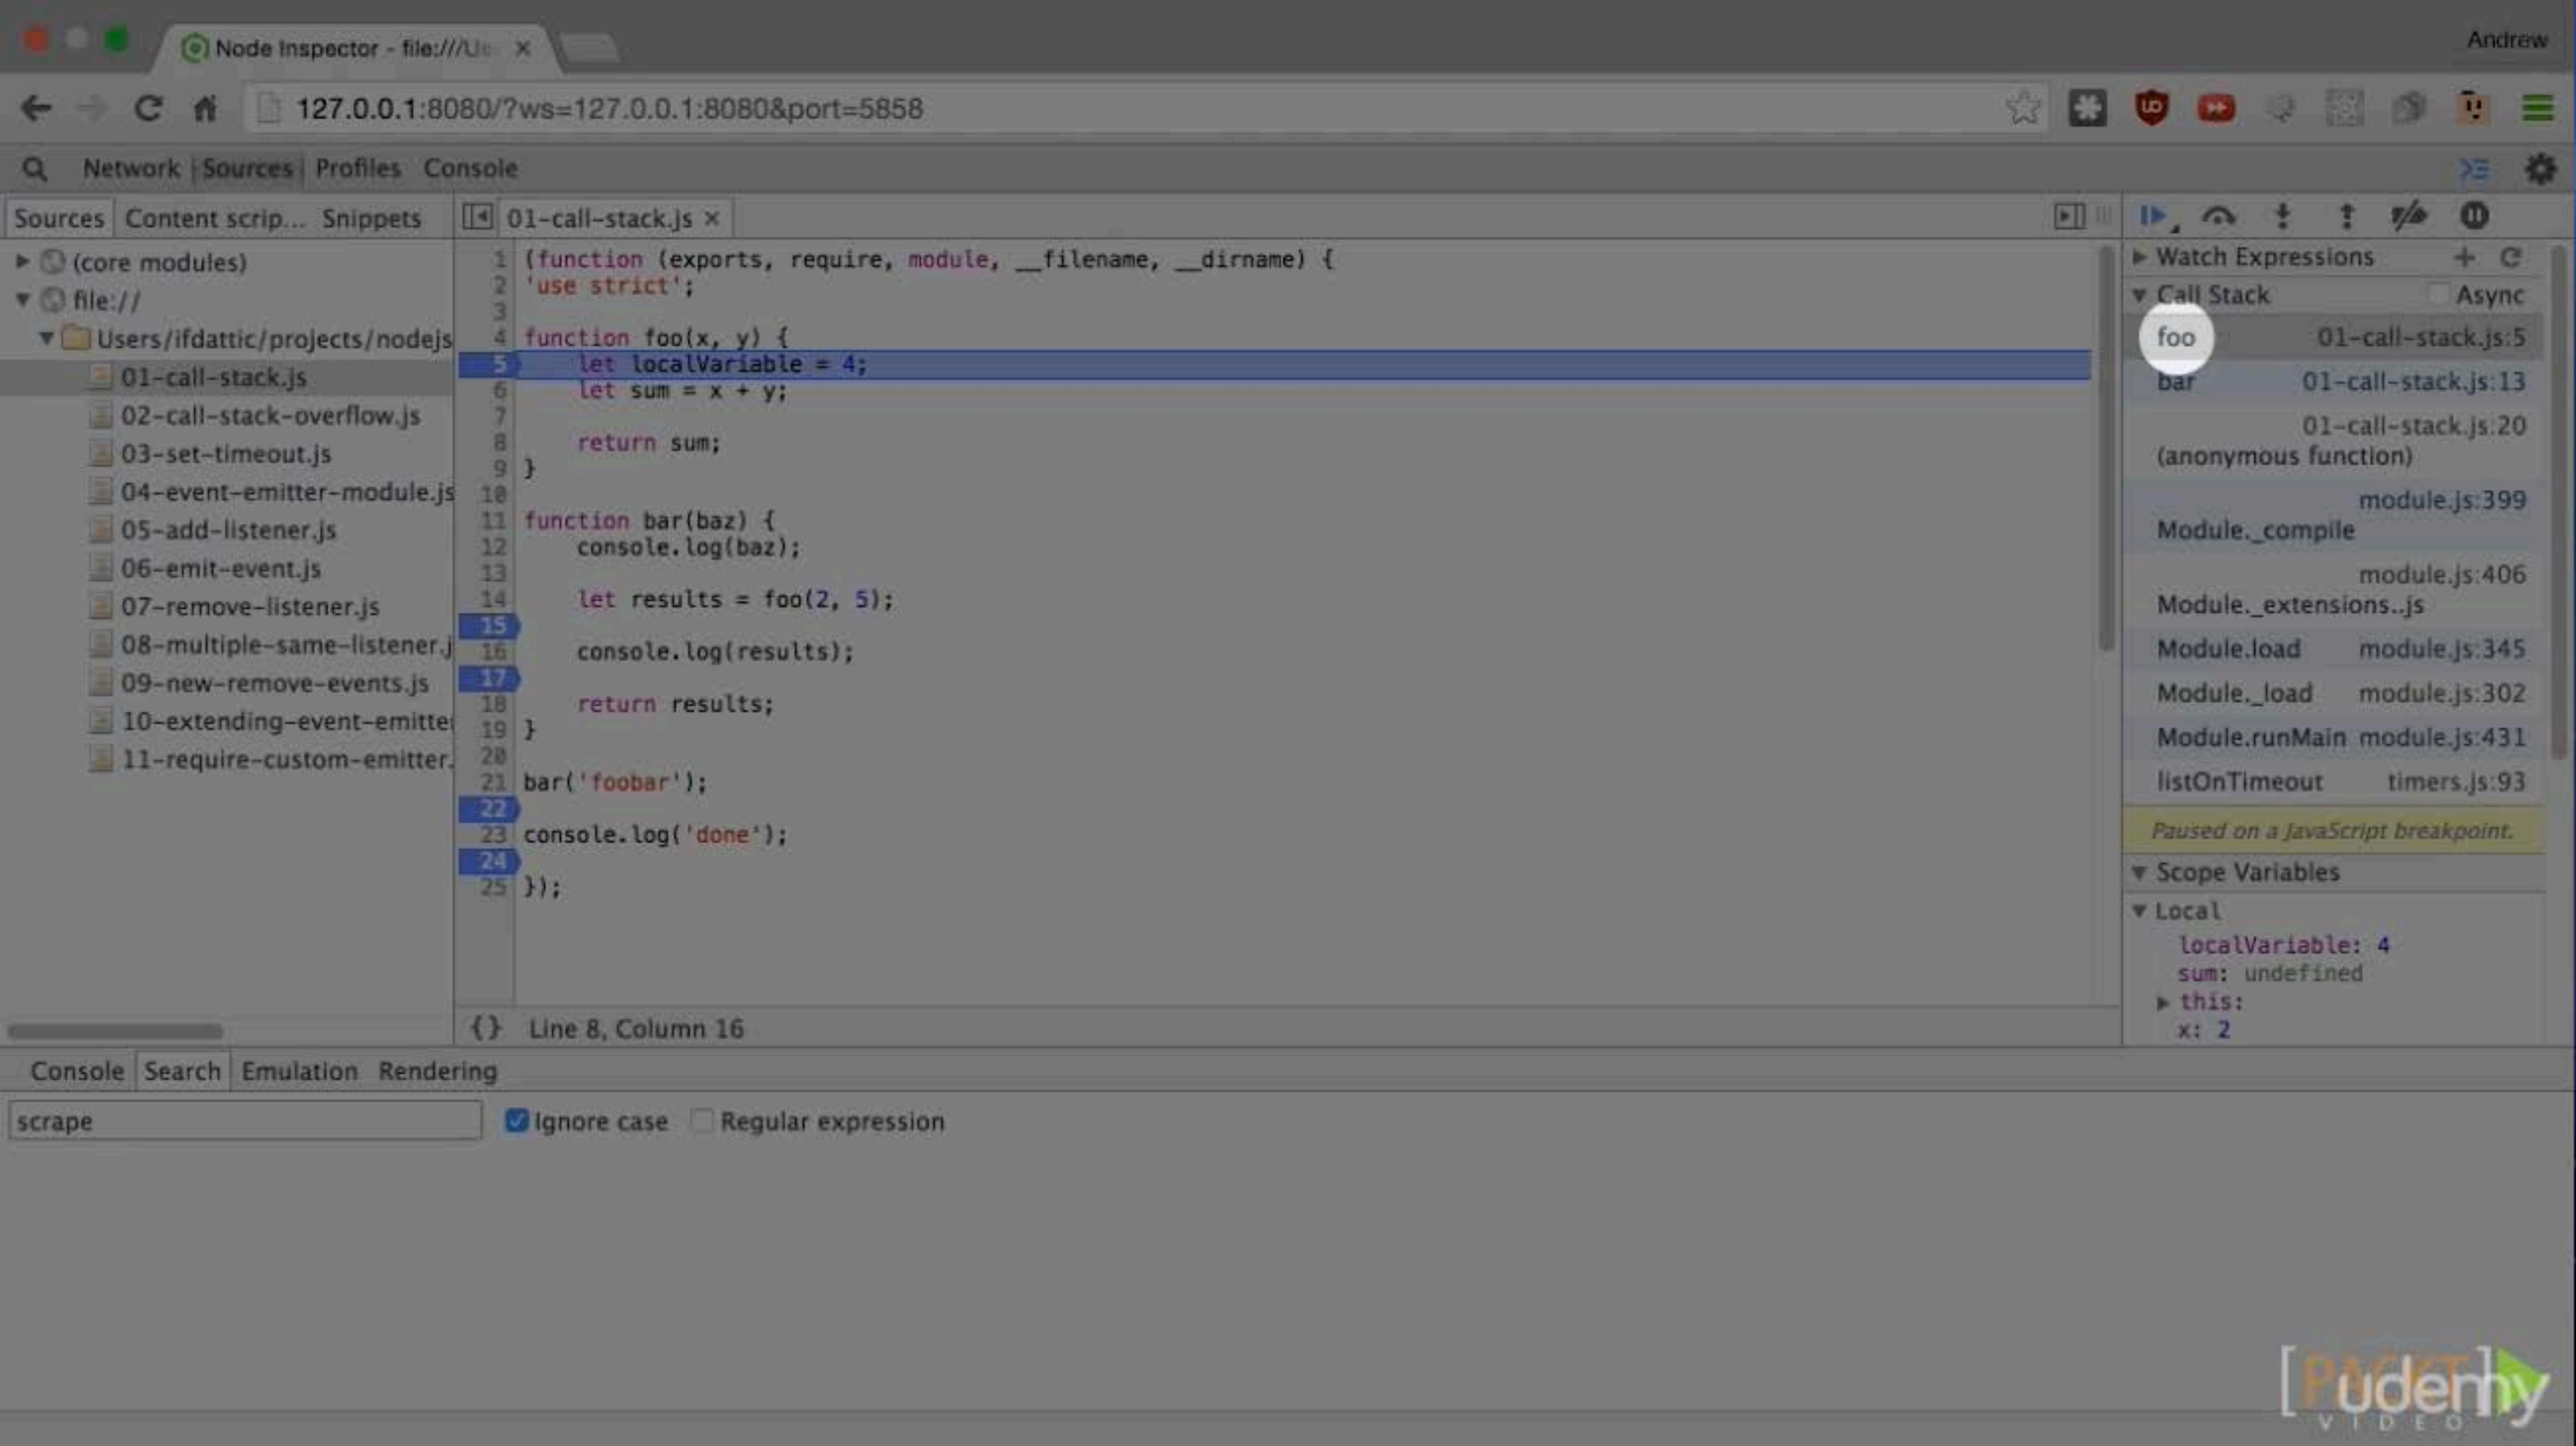 Node Inspector - file:///Us
Andrew
127.0.0.1:8080/?ws=127.0.0.1:8080&port=5858
Network Sources Profiles Console
Sources Content scrip... Snippets
01-call-stack.js
(core modules)
file://
Users/ifdattic/projects/nodejs
01-call-stack.js
02-call-stack-overflow.js
03-set-timeout.js
04-event-emitter-module.js
05-add-listener.js
06-emit-event.js
07-remove-listener.js
08-multiple-same-listener.j
09-new-remove-events.js
10-extending-event-emitte
11-require-custom-emitter.
1 (function (exports, require, module, __filename, __dirname) {
2 'use strict';
3
4 function foo(x, y) {
5 let localVariable = 4;
6 let sum = x + y;
7
8 return sum;
9 }
10
11 function bar(baz) {
12 console.log(baz);
13
14 let results = foo(2, 5);
15
16 console.log(results);
17
18 return results;
19 }
20
21 bar('foobar');
22
23 console.log('done');
24
25 });
{} Line 8, Column 16
Watch Expressions
Call Stack Async
foo 01-call-stack.js:5
bar 01-call-stack.js:13
01-call-stack.js:20
(anonymous function)
module.js:399
Module._compile
module.js:406
Module._extensions..js
Module.load module.js:345
Module._load module.js:302
Module.runMain module.js:431
listOnTimeout timers.js:93
Paused on a JavaScript breakpoint.
Scope Variables
Local
localVariable: 4
sum: undefined
this:
x: 2
Console Search Emulation Rendering
scrape Ignore case Regular expression
[PACKT]
udemy
VIDEO